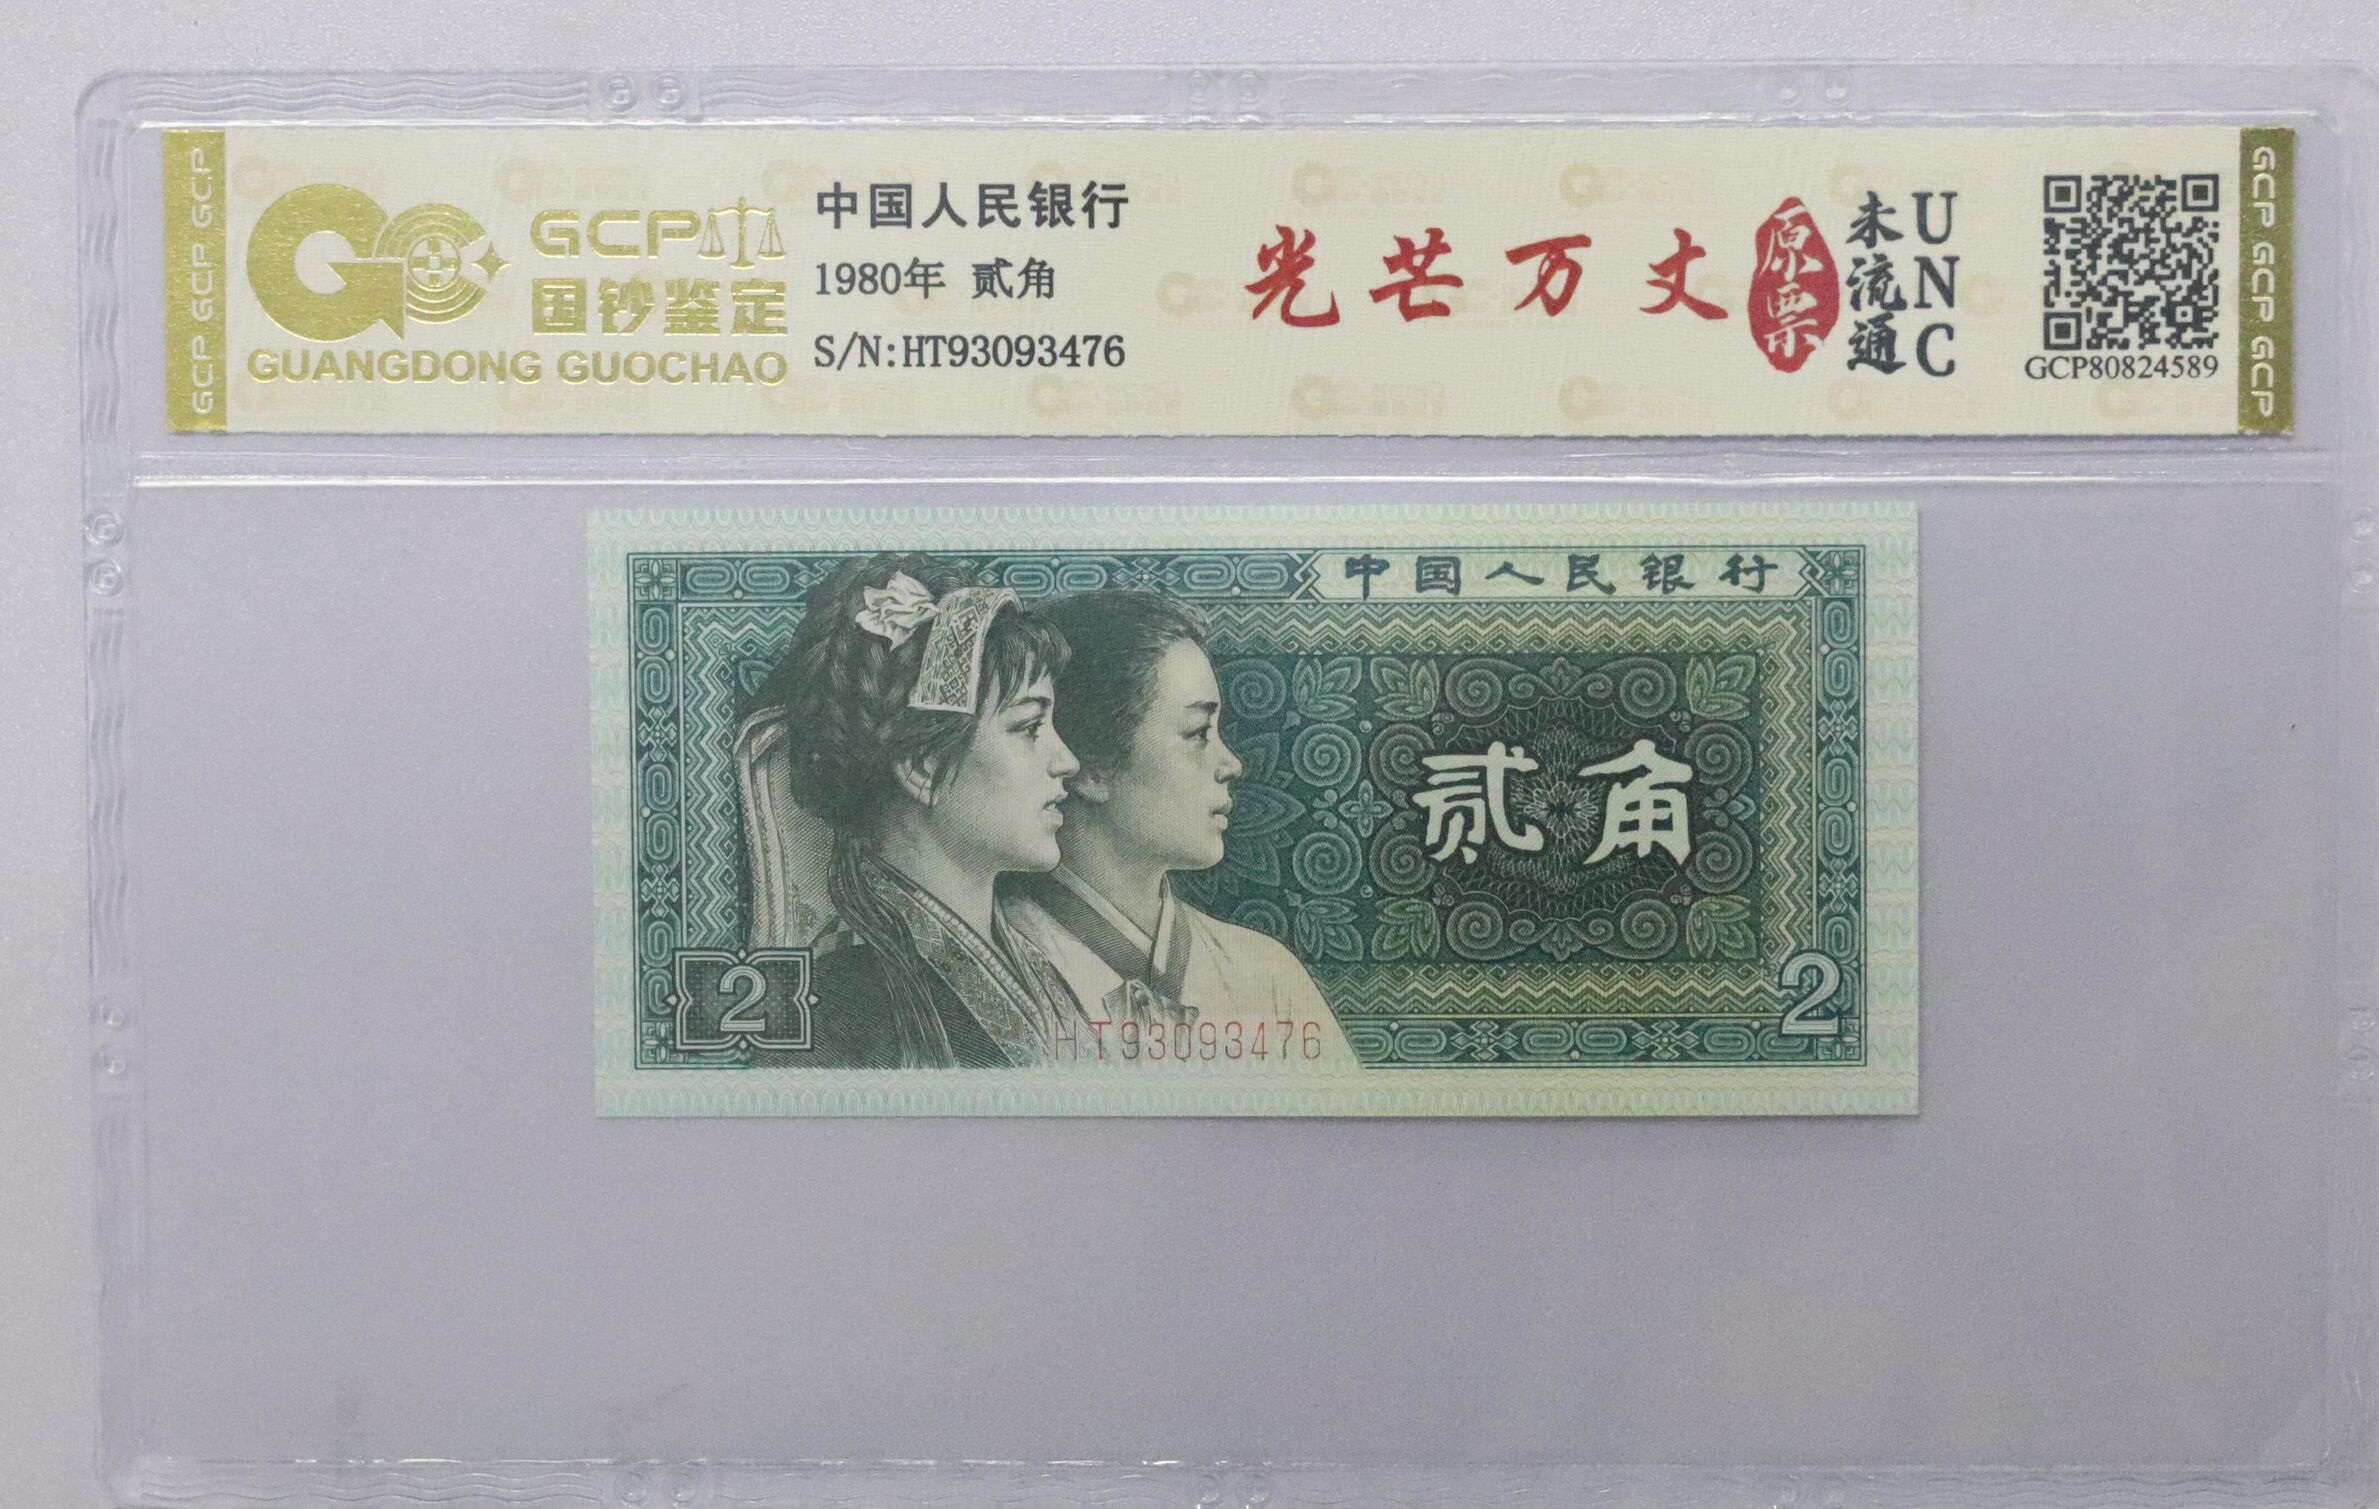 GCP GCP GCP
GCP
国钞鉴定
GUANGDONG GUOCHAO
中国人民银行
1980年 贰角
S/N:HT93093476
光芒万丈
原票
未流通
UNC
GCP80824589
GCP GCP GCP
中国人民银行
贰角
2
2
HT93093476